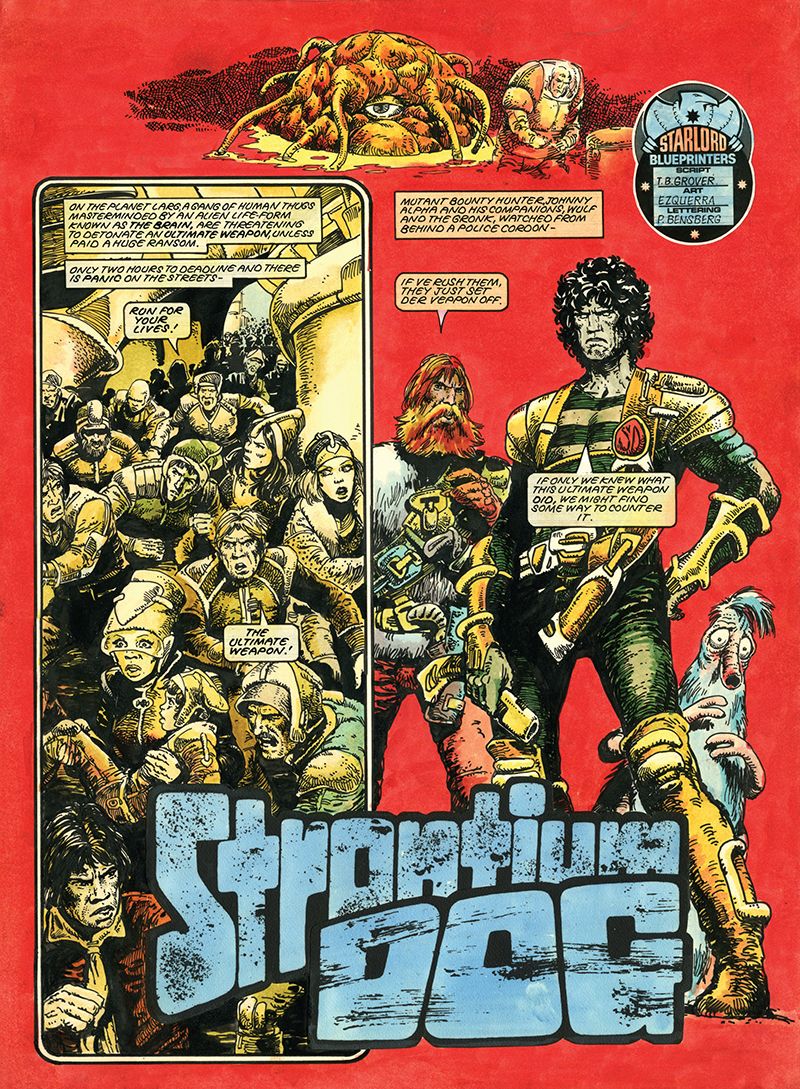 STARLORD
BLUEPRINTERS
SCRIPT
T.B. GROVER
ART
EZQUERRA
LETTERING
P. BENSBERG
ON THE PLANET LARG, A GANG OF HUMAN THUGS
MASTERMINDED BY AN ALIEN LIFE-FORM
KNOWN AS THE BRAIN, ARE THREATENING
TO DETONATE AN ULTIMATE WEAPON, UNLESS
PAID A HUGE RANSOM.
ONLY TWO HOURS TO DEADLINE AND THERE
IS PANIC ON THE STREETS-
RUN FOR
YOUR
LIVES!
THE
ULTIMATE
WEAPON!
MUTANT BOUNTY HUNTER, JOHNNY
ALPHA AND HIS COMPANIONS, WULF
AND THE GRONK, WATCHED FROM
BEHIND A POLICE CORDON-
IF VE RUSH THEM,
THEY JUST SET
DER VEPPON OFF.
SD
IF ONLY WE KNEW WHAT
THIS ULTIMATE WEAPON
DID, WE MIGHT FIND
SOME WAY TO COUNTER
IT.
Strontium
DOG